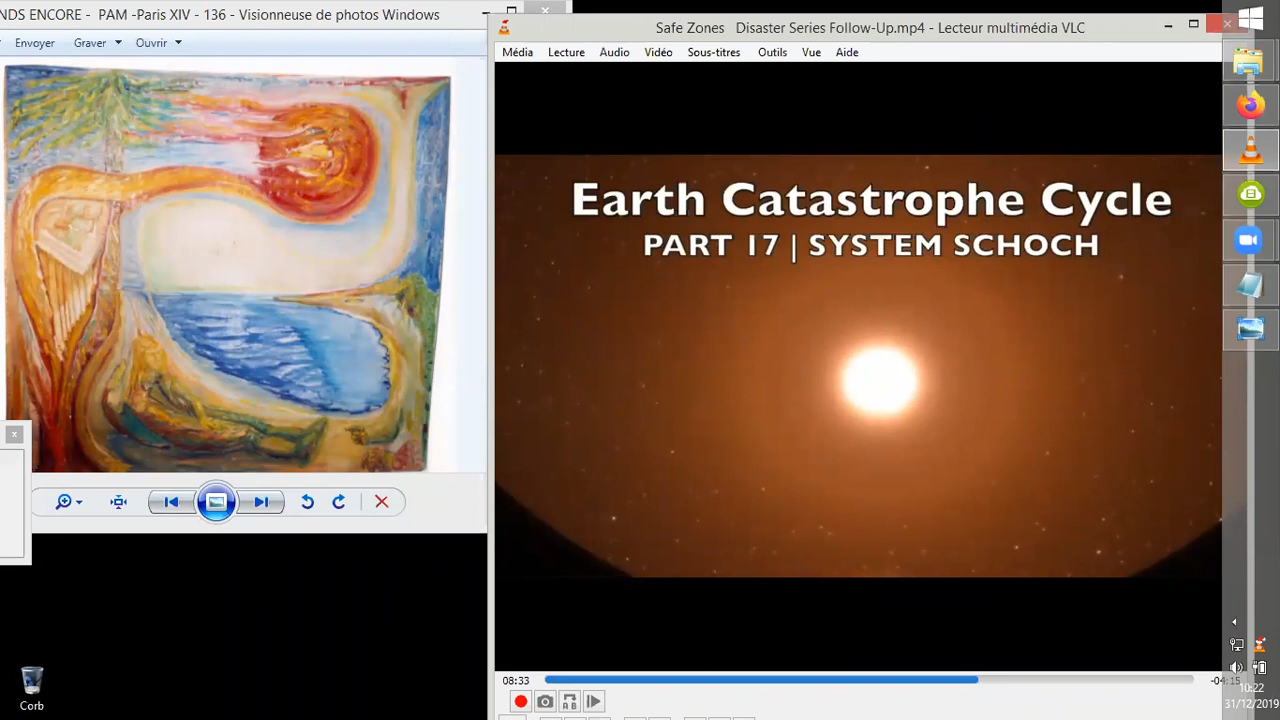 NDS ENCORE - PAM -Paris XIV - 136 - Visionneuse de photos Windows
Envoyer Graver Ouvrir
Safe Zones Disaster Series Follow-Up.mp4 - Lecteur multimédia VLC
Média Lecture Audio Vidéo Sous-titres Outils Vue Aide
Earth Catastrophe Cycle
PART 17 | SYSTEM SCHOCH
08:33
-04:15
A B
Corb
10:22
31/12/2019